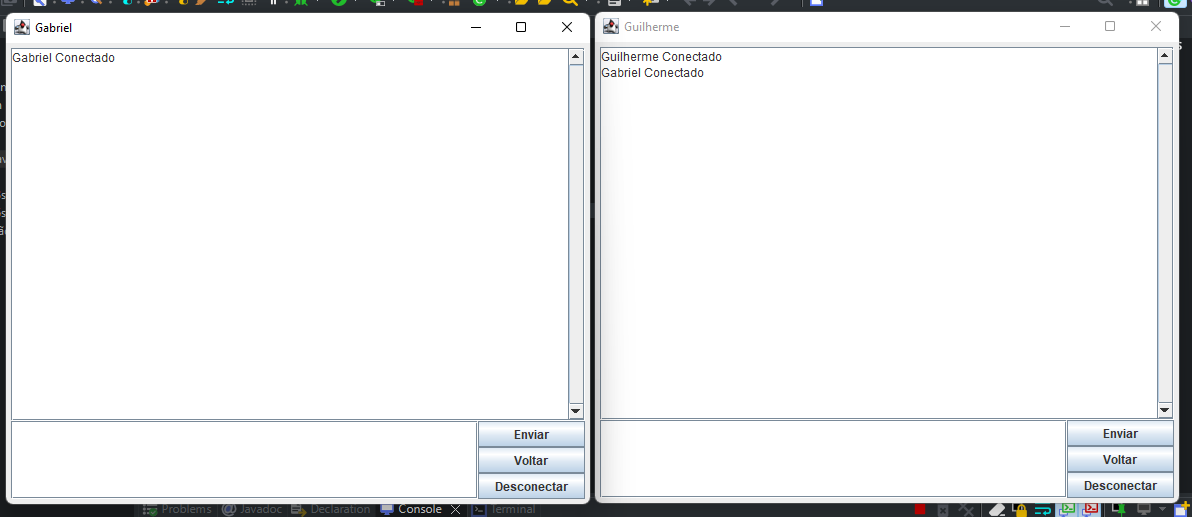 Gabriel
Gabriel Conectado
Enviar
Voltar
Desconectar
Guilherme
Guilherme Conectado
Gabriel Conectado
Enviar
Voltar
Desconectar
Problems
Javadoc
Declaration
Console
Terminal